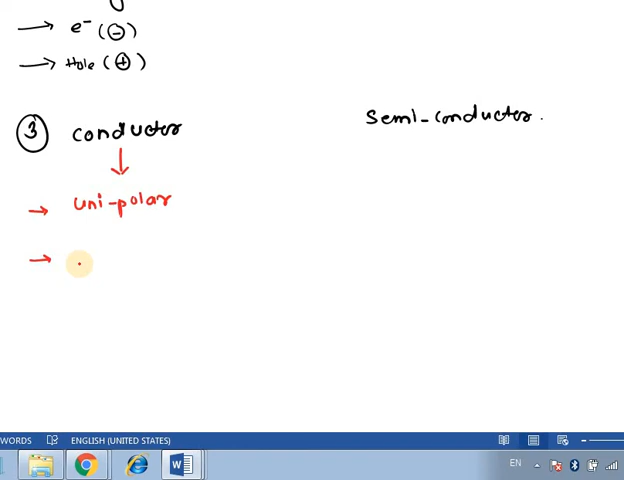 → e⁻ (⊖)
→ Hole (⊕)
③ conductor
semi-conductor.
↓
→ uni-polar
→
WORDS ENGLISH (UNITED STATES)
EN